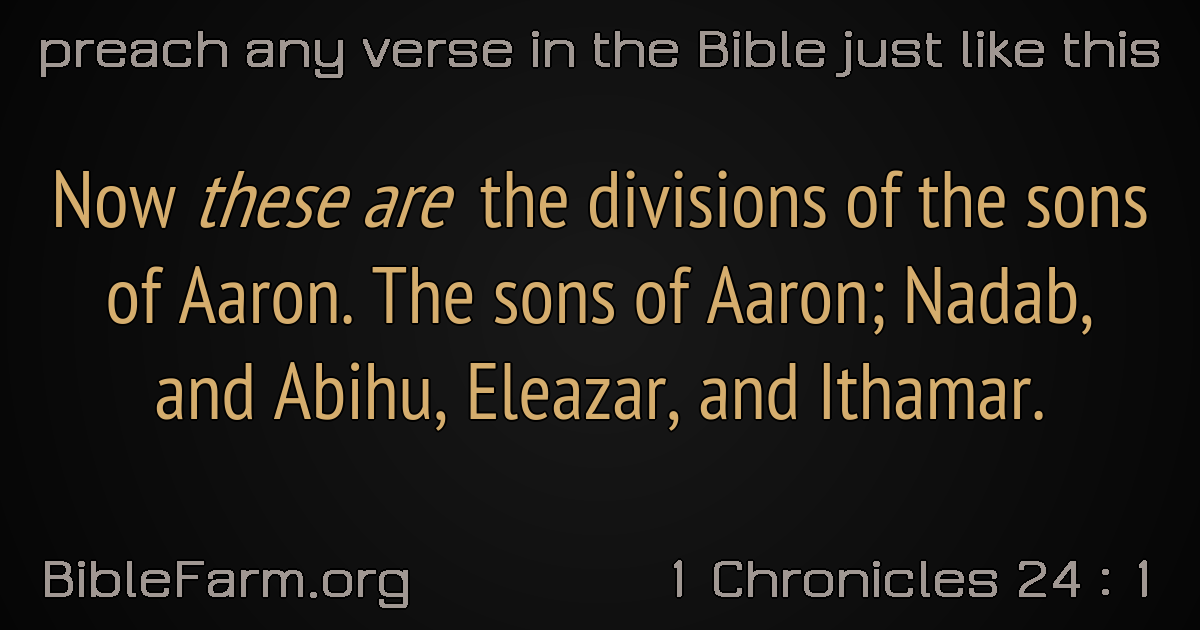 preach any verse in the Bible just like this
Now these are the divisions of the sons
of Aaron. The sons of Aaron; Nadab,
and Abihu, Eleazar, and Ithamar.
BibleFarm.org
1 Chronicles 24 : 1